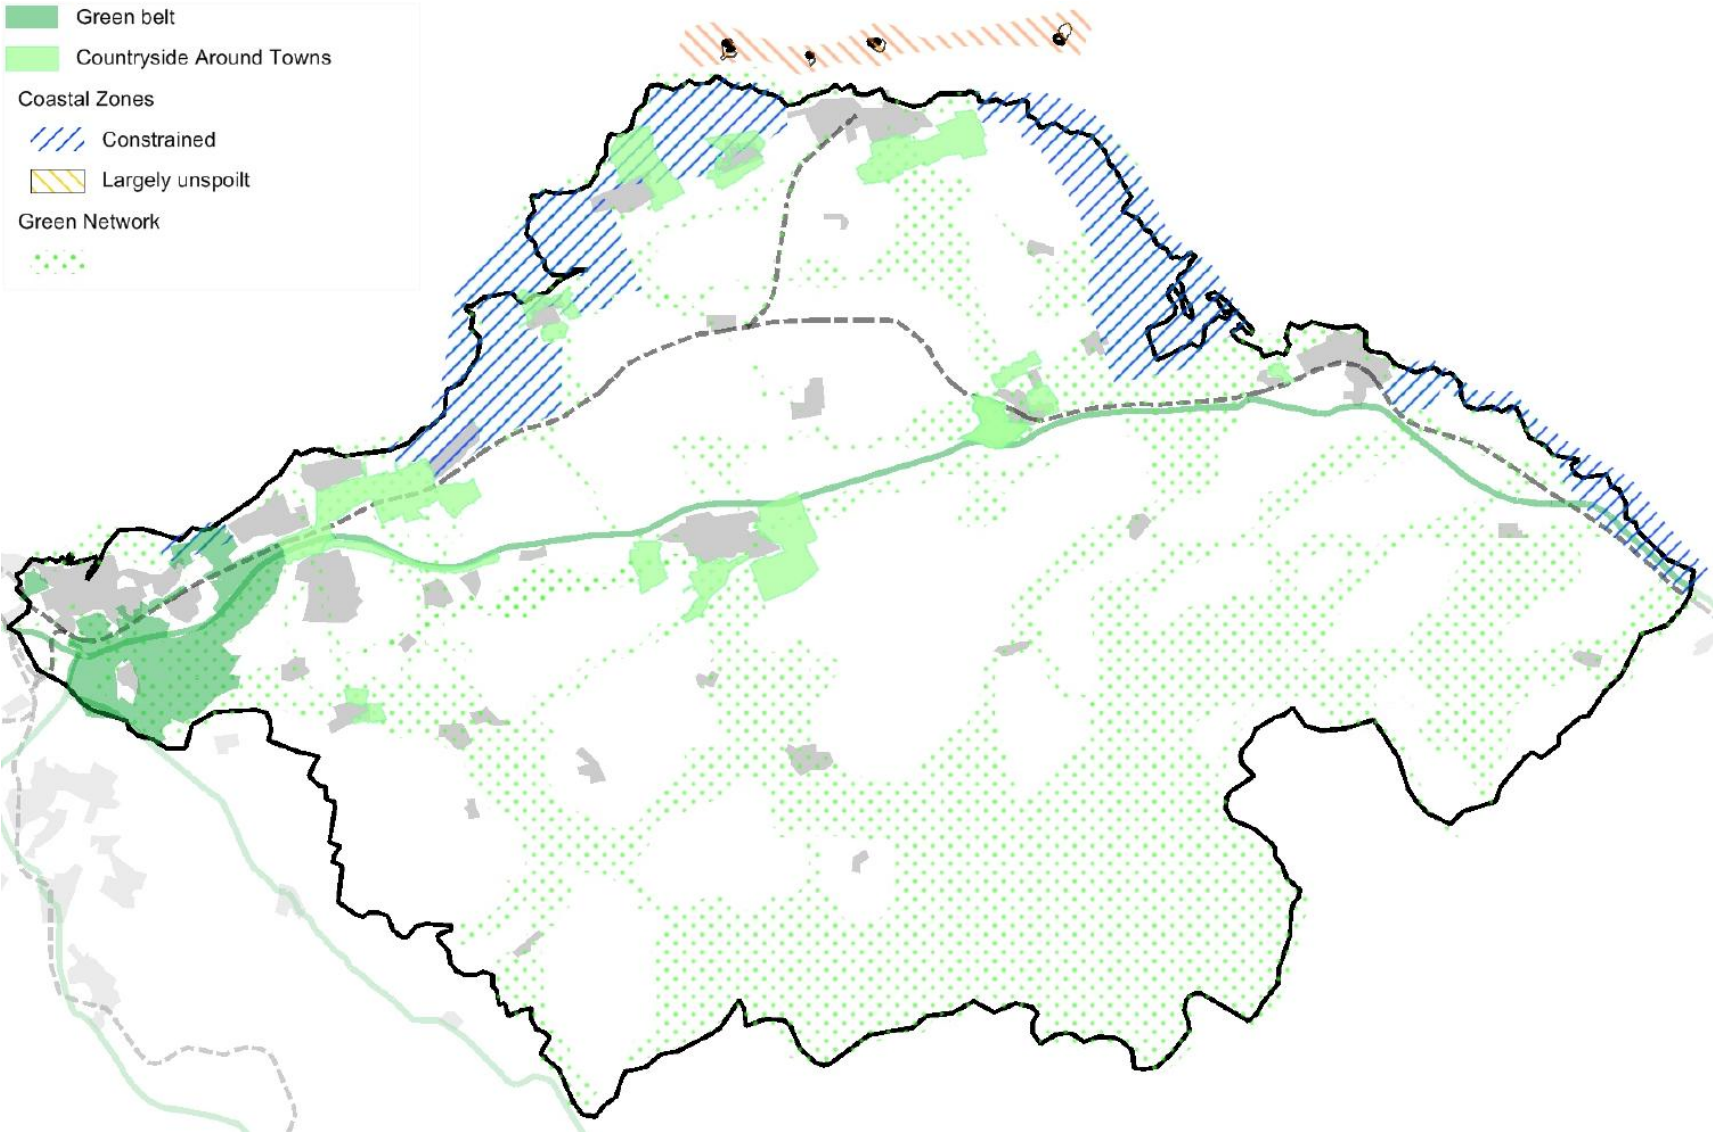 Green belt
Countryside Around Towns
Coastal Zones
Constrained
Largely unspoilt
Green Network